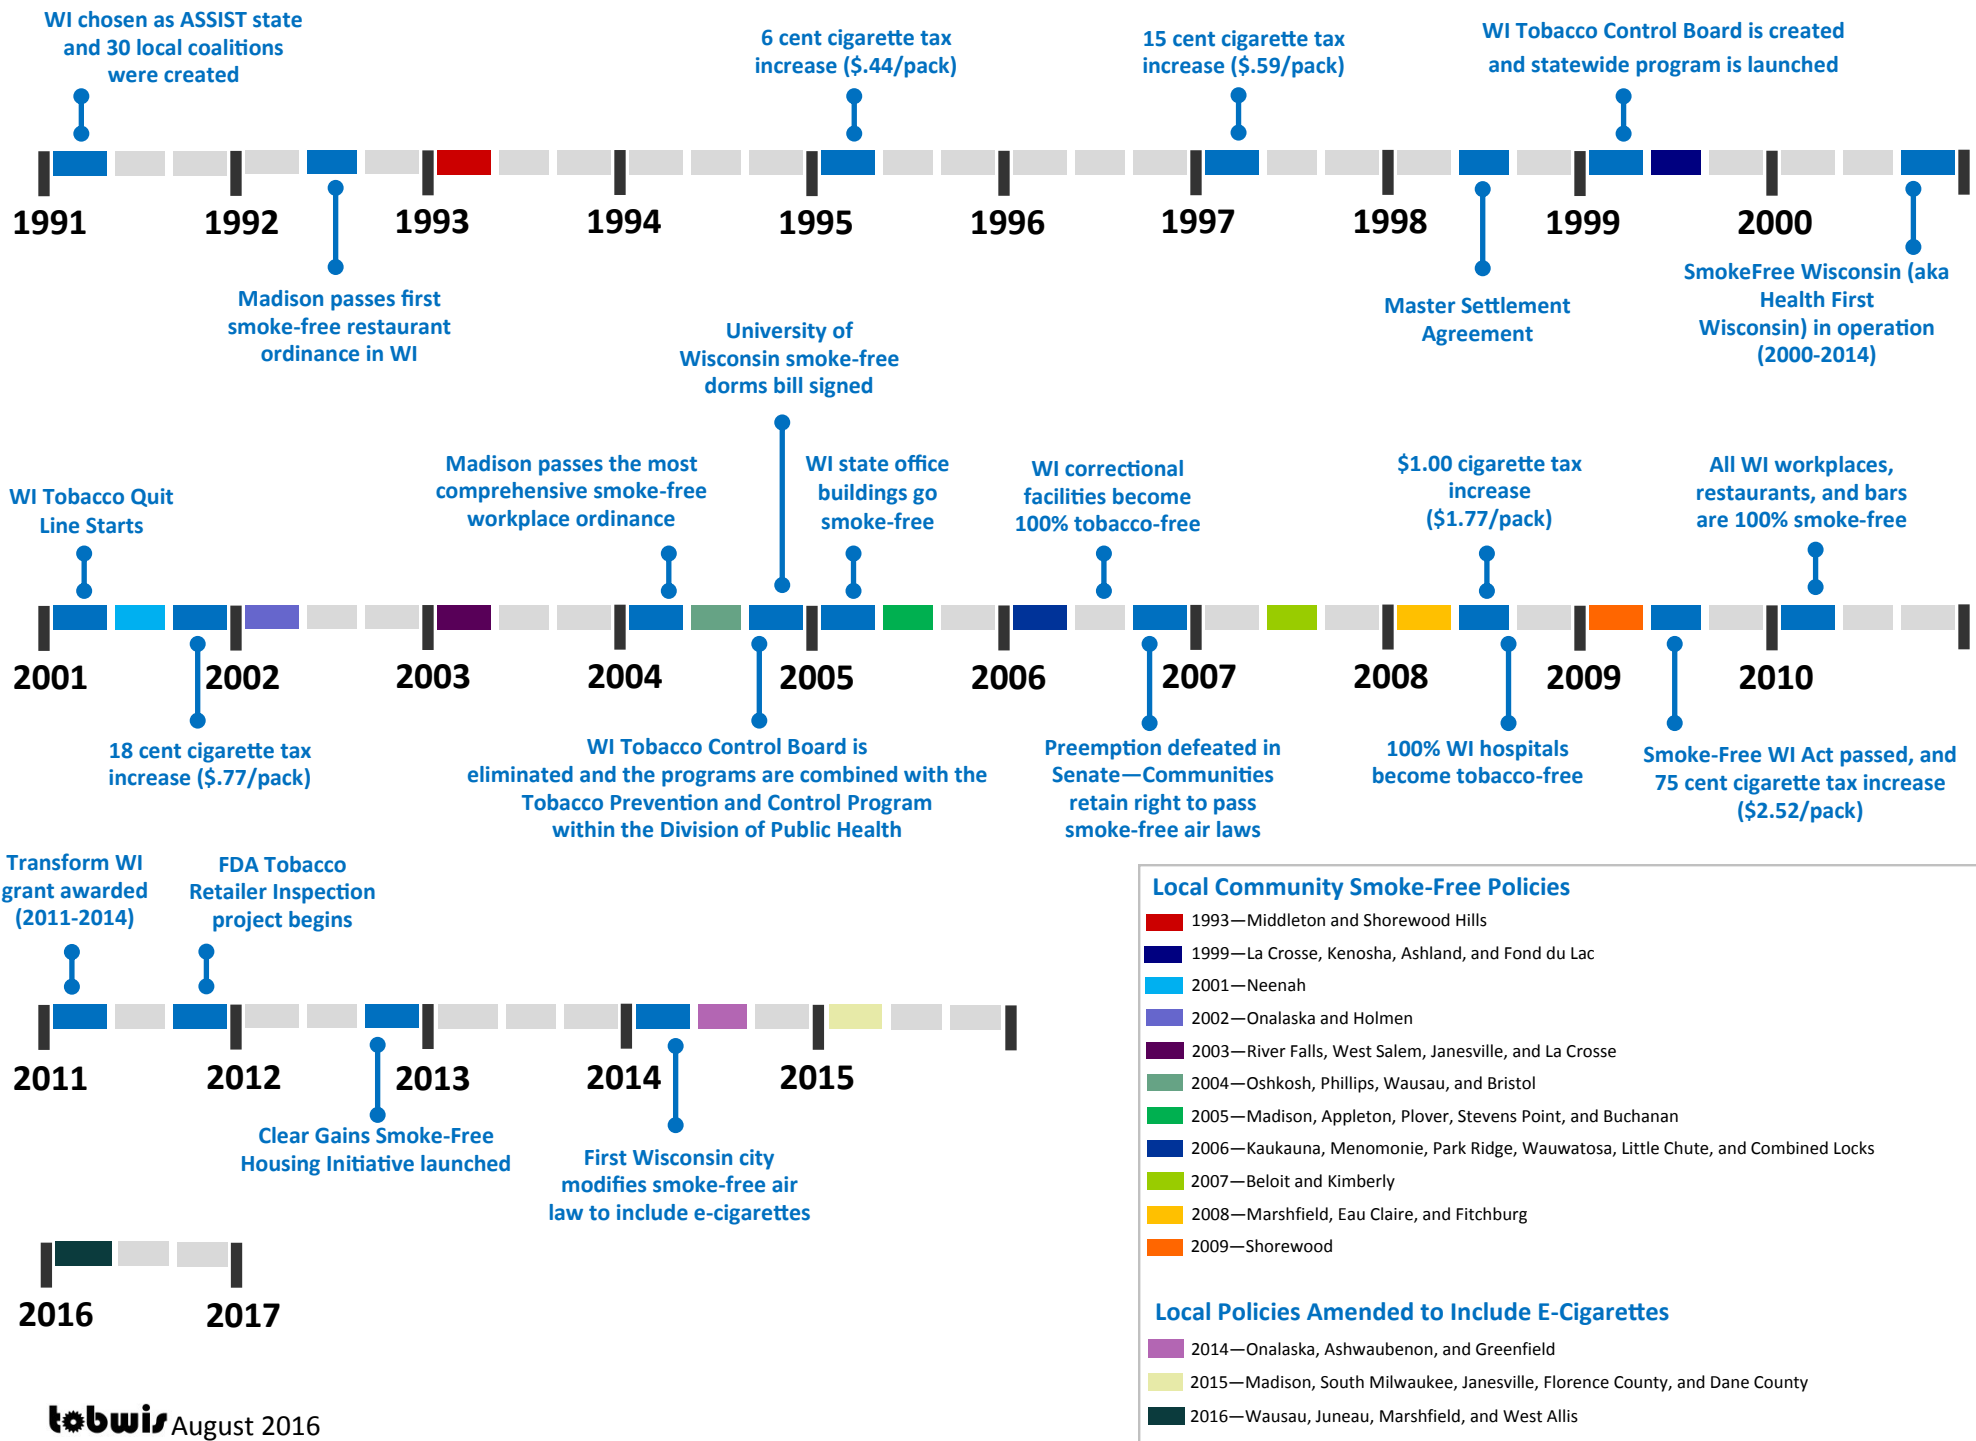 WI chosen as ASSIST state
and 30 local coalitions
were created
6 cent cigarette tax
increase ($.44/pack)
15 cent cigarette tax
increase ($.59/pack)
WI Tobacco Control Board is created
and statewide program is launched
1991
1992
1993
1994
1995
1996
1997
1998
1999
2000
Madison passes first
smoke-free restaurant
ordinance in WI
Master Settlement
Agreement
SmokeFree Wisconsin (aka
Health First
Wisconsin) in operation
(2000-2014)
WI Tobacco Quit
Line Starts
Madison passes the most
comprehensive smoke-free
workplace ordinance
University of
Wisconsin smoke-free
dorms bill signed
WI state office
buildings go
smoke-free
WI correctional
facilities become
100% tobacco-free
$1.00 cigarette tax
increase
($1.77/pack)
All WI workplaces,
restaurants, and bars
are 100% smoke-free
2001
2002
2003
2004
2005
2006
2007
2008
2009
2010
18 cent cigarette tax
increase ($.77/pack)
WI Tobacco Control Board is
eliminated and the programs are combined with the
Tobacco Prevention and Control Program
within the Division of Public Health
Preemption defeated in
Senate—Communities
retain right to pass
smoke-free air laws
100% WI hospitals
become tobacco-free
Smoke-Free WI Act passed, and
75 cent cigarette tax increase
($2.52/pack)
Transform WI
grant awarded
(2011-2014)
FDA Tobacco
Retailer Inspection
project begins
2011
2012
2013
2014
2015
Clear Gains Smoke-Free
Housing Initiative launched
First Wisconsin city
modifies smoke-free air
law to include e-cigarettes
2016
2017
Local Community Smoke-Free Policies
1993—Middleton and Shorewood Hills
1999—La Crosse, Kenosha, Ashland, and Fond du Lac
2001—Neenah
2002—Onalaska and Holmen
2003—River Falls, West Salem, Janesville, and La Crosse
2004—Oshkosh, Phillips, Wausau, and Bristol
2005—Madison, Appleton, Plover, Stevens Point, and Buchanan
2006—Kaukauna, Menomonie, Park Ridge, Wauwatosa, Little Chute, and Combined Locks
2007—Beloit and Kimberly
2008—Marshfield, Eau Claire, and Fitchburg
2009—Shorewood
Local Policies Amended to Include E-Cigarettes
2014—Onalaska, Ashwaubenon, and Greenfield
2015—Madison, South Milwaukee, Janesville, Florence County, and Dane County
2016—Wausau, Juneau, Marshfield, and West Allis
tobwis August 2016